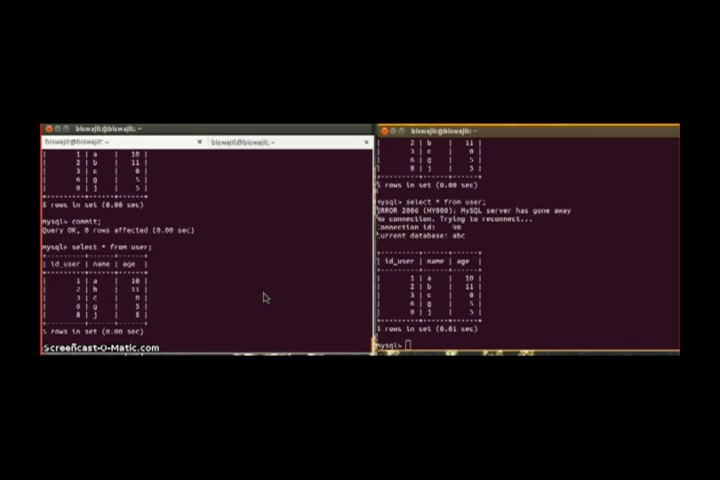 biswajit@biswajit: ~
biswajit@biswajit: ~ × biswajit@biswajit: ~ ×
| 1 | a | 10 |
| 2 | b | 11 |
| 3 | c | 0 |
| 6 | g | 5 |
| 8 | j | 5 |
+---------+------+------+
5 rows in set (0.00 sec)
mysql> commit;
Query OK, 0 rows affected (0.00 sec)
mysql> select * from user;
+---------+------+------+
| id_user | name | age |
+---------+------+------+
| 1 | a | 10 |
| 2 | b | 11 |
| 3 | c | 0 |
| 6 | g | 5 |
| 8 | j | 5 |
+---------+------+------+
5 rows in set (0.00 sec)
Screencast-O-Matic.com
biswajit@biswajit: ~
| 2 | b | 11 |
| 3 | c | 0 |
| 6 | g | 5 |
| 8 | j | 5 |
+---------+------+------+
5 rows in set (0.00 sec)
mysql> select * from user;
ERROR 2006 (HY000): MySQL server has gone away
No connection. Trying to reconnect...
Connection id: 90
Current database: abc
+---------+------+------+
| id_user | name | age |
+---------+------+------+
| 1 | a | 10 |
| 2 | b | 11 |
| 3 | c | 0 |
| 6 | g | 5 |
| 8 | j | 5 |
+---------+------+------+
5 rows in set (0.01 sec)
mysql>